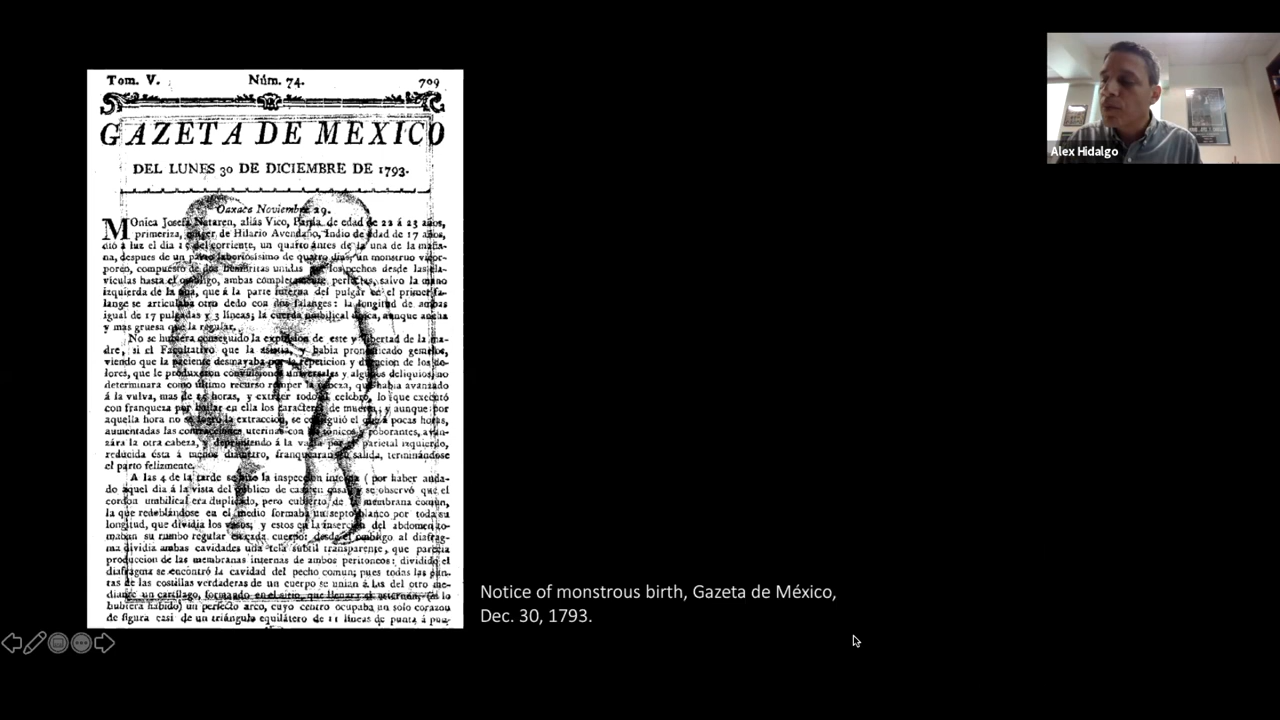 Tom. V. Núm. 74. 709
GAZETA DE MEXICO
DEL LUNES 30 DE DICIEMBRE DE 1793.
Oaxaca Noviembre 29.
MOnica Josefa Nataren, aliás Vico, Parda de edad de 22 á 23 años,
primeriza, muger de Hilario Avendaño, Indio de edad de 17 años,
dió á luz el dia 15 del corriente, un quarto ántes de la una de la maña-
na, despues de un parto laboriosisimo de quatro dias, un monstruo vicor-
poreo, compuesto de dos hembritas unidas por los pechos desde las cla-
viculas hasta el ombligo, ambas completamente perfectas, salvo la mano
izquierda de la una, que á la parte interna del pulgar en el primer fa-
lange se articulaba otro dedo con dos falanges: la longitud de ambas
igual de 17 pulgadas y 3 lineas; la cuerda umbilical única, aunque ancha
y mas gruesa que la regular.
No se hubiera conseguido la expulsion de este y libertad de la ma-
dre, si el Facultativo que la asistia, y habia pronosticado gemelos,
viendo que la paciente desmayaba por la repeticion y duracion de los do-
lores, que le produxeron convulsiones universales y algunos deliquios, no
determinara como último recurso romper la cabeza, que habia avanzado
á la vulva, mas de 15 horas, y extraer todo el celebro, lo que executó
con franqueza por hallar en ella los caractéres de muerta; y aunque por
aquella hora no se logró la extraccion, se consiguió el que á pocas horas,
aumentadas las contracciones uterinas con los tónicos y roborantes, avan-
zára la otra cabeza, y deprimiendo á la vacia por el parietal izquierdo,
reducida ésta á menos diámetro, franquearan su salida, terminándose
el parto felizmente.
A las 4 de la tarde se hizo la inspeccion interna (por haber anda-
do aquel dia á la vista del público de casa en casa) y se observó que el
cordon umbilical era duplicado, pero cubierto de la membrana comun,
la que redoblándose en el medio formaba un septo blanco por toda su
longitud, que dividia los vasos; y estos en la insercion del abdomen to-
maban su rumbo regular en cada cuerpo: desde el ombligo al diafrag-
ma dividia ambas cavidades una tela subtil transparente, que parecia
produccion de las membranas internas de ambos peritoneos: dividido el
diafragma se encontró la cavidad del pecho comun; pues todas las pun-
tas de las costillas verdaderas de un cuerpo se unian á las del otro me-
diante un cartilago, formando en el sitio, que llenara el esternum, (si lo
hubiera habido) un perfecto arco, cuyo centro ocupaba un solo corazon
de figura casi de un triángulo equilátero de 11 lineas de punta á pun-
Notice of monstrous birth, Gazeta de México,
Dec. 30, 1793.
Alex Hidalgo